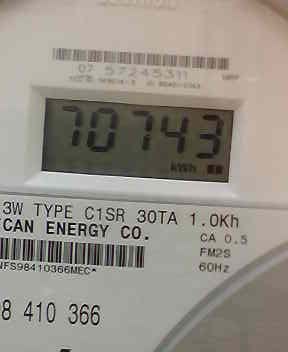 07 57245311
70743
kWh
3W TYPE C1SR 30TA 1.0Kh
CAN ENERGY CO.
CA 0.5
FM2S
60Hz
NFS98410366MEC*
8 410 366